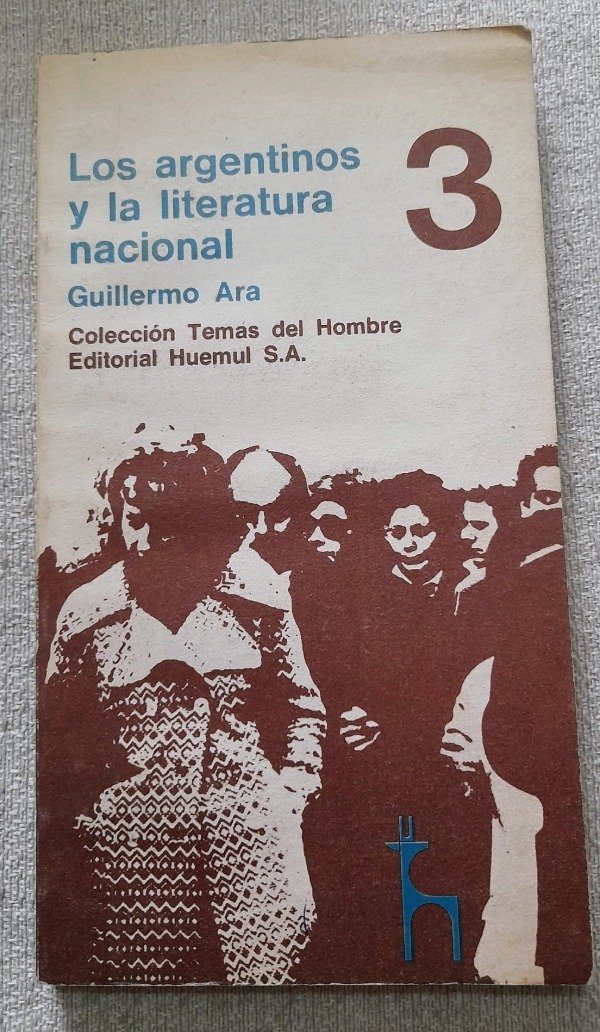 Los argentinos
y la literatura
nacional
3
Guillermo Ara
Colección Temas del Hombre
Editorial Huemul S.A.